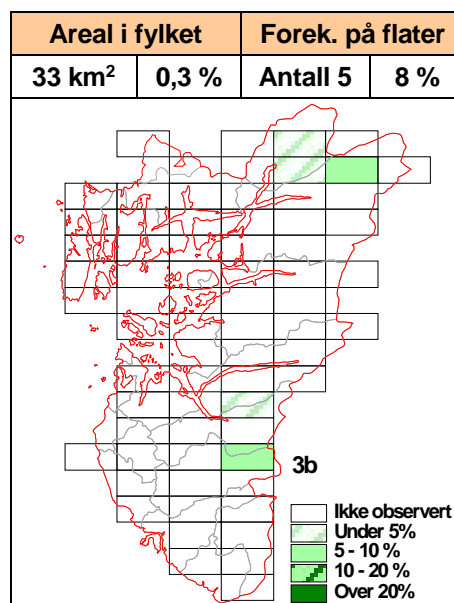 Areal i fylket Forek. på flater
33 km² 0,3 % Antall 5 8 %
3b
Ikke observert
Under 5%
5 - 10 %
10 - 20 %
Over 20%